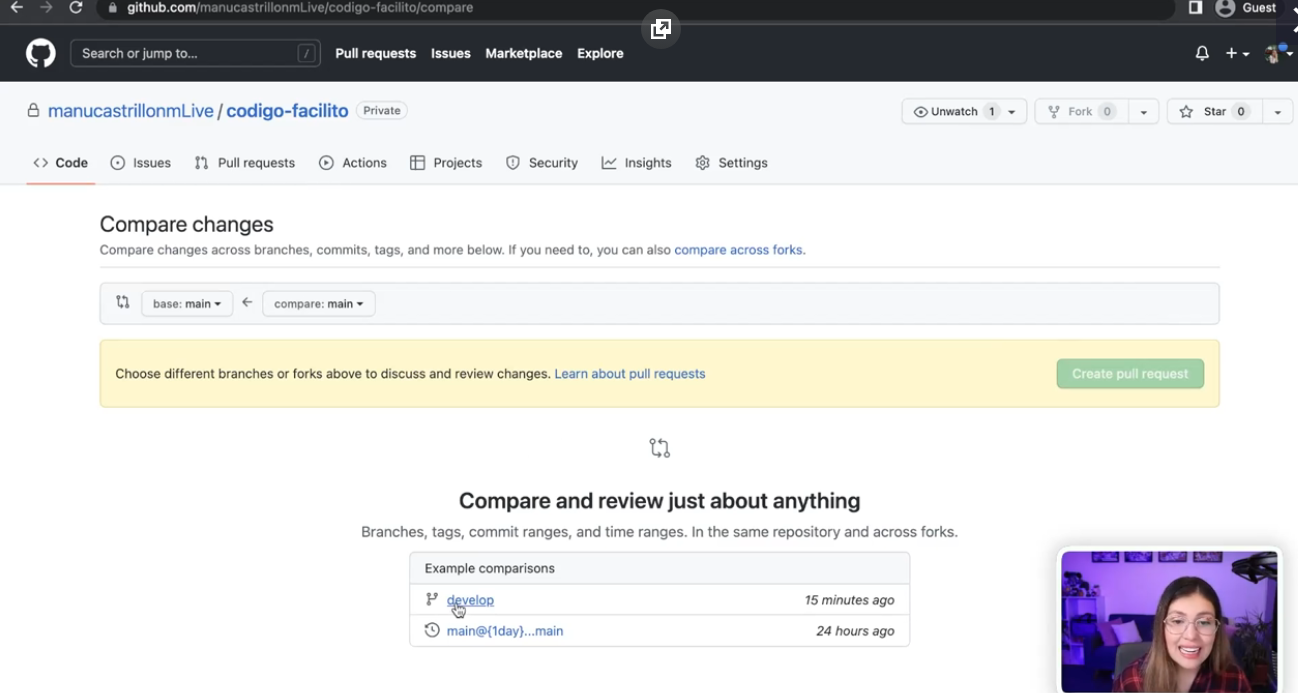 github.com/manucastrillonmLive/codigo-facilito/compare
Guest
Search or jump to... /
Pull requests Issues Marketplace Explore
manucastrillonmLive / codigo-facilito Private
Unwatch 1 Fork 0 Star 0
Code Issues Pull requests Actions Projects Security Insights Settings
Compare changes
Compare changes across branches, commits, tags, and more below. If you need to, you can also compare across forks.
base: main ← compare: main
Choose different branches or forks above to discuss and review changes. Learn about pull requests
Create pull request
Compare and review just about anything
Branches, tags, commit ranges, and time ranges. In the same repository and across forks.
Example comparisons
develop 15 minutes ago
main@{1day}...main 24 hours ago